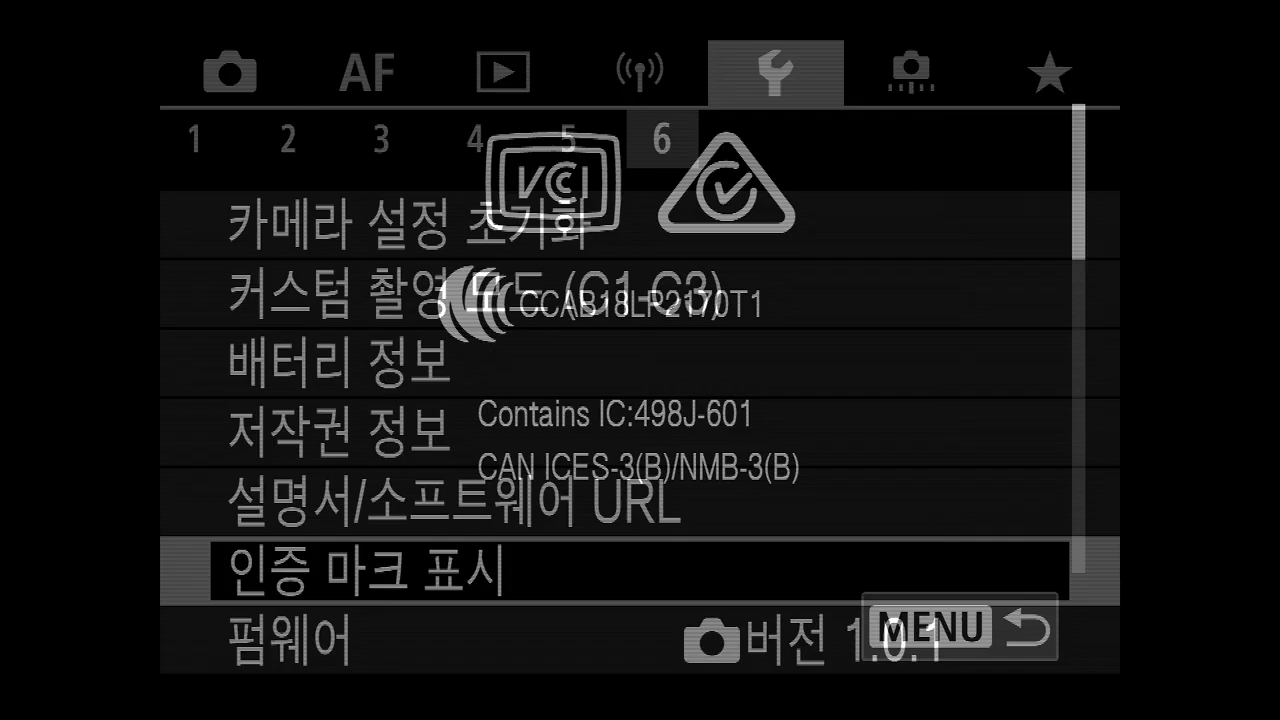 AF
1 2 3 4 5 6
VCCI
카메라 설정 초기화
커스텀 촬영 모드 (C1-C3)
CCAB18LP2170T1
배터리 정보
Contains IC:498J-601
저작권 정보
CAN ICES-3(B)/NMB-3(B)
설명서/소프트웨어 URL
인증 마크 표시
펌웨어 버전 1.0.1
MENU